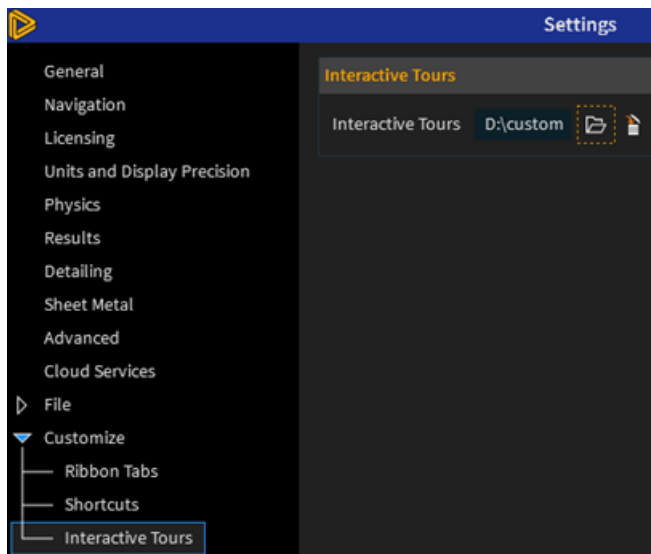 Settings
General
Navigation
Licensing
Units and Display Precision
Physics
Results
Detailing
Sheet Metal
Advanced
Cloud Services
File
Customize
Ribbon Tabs
Shortcuts
Interactive Tours
Interactive Tours
Interactive Tours D:\custom